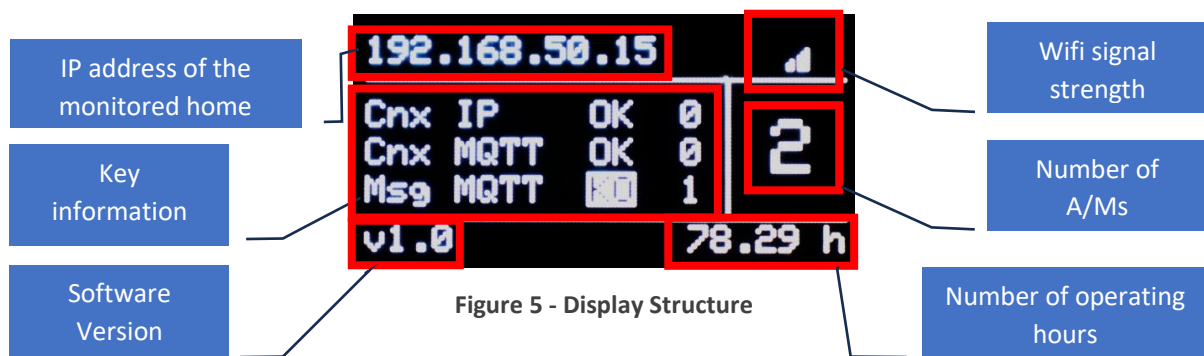 IP address of the
monitored home
Key
information
Software
Version
192.168.50.15
Cnx IP OK 0
Cnx MQTT OK 0
Msg MQTT KO 1
2
v1.0
78.29 h
Figure 5 - Display Structure
Wifi signal
strength
Number of
A/Ms
Number of operating
hours